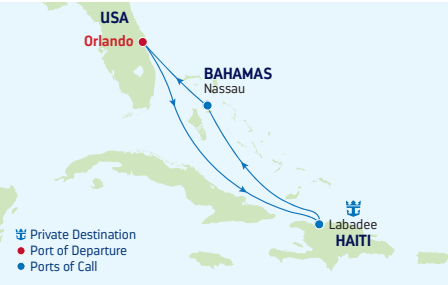 USA
Orlando
BAHAMAS
Nassau
Labadee
HAITI
Private Destination
Port of Departure
Ports of Call